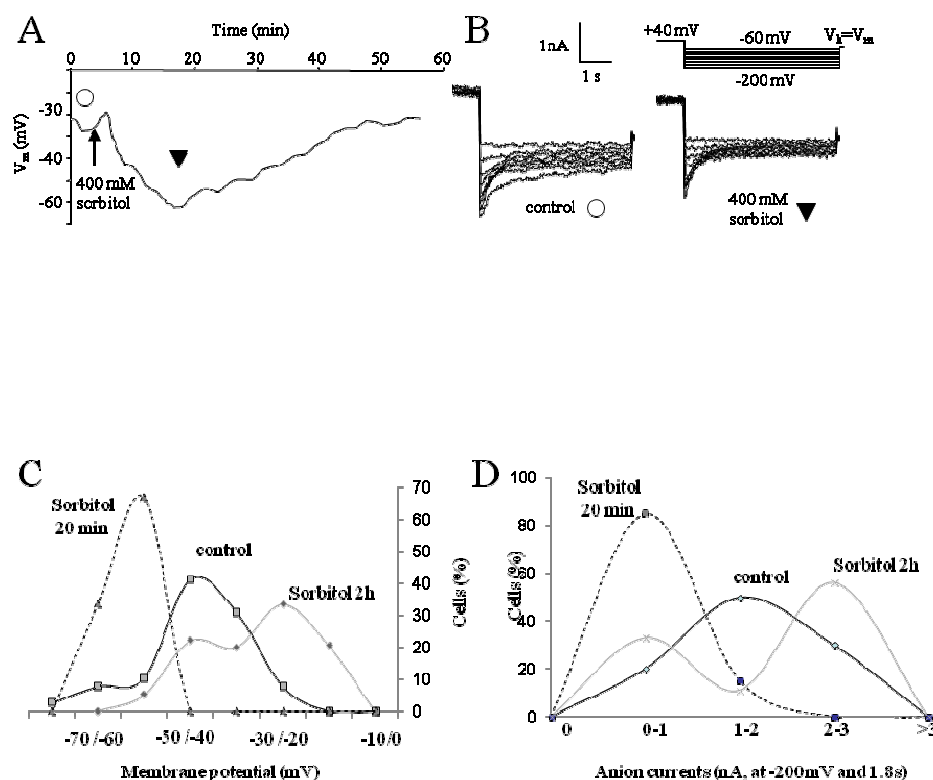 A
Time (min)
0 10 20 30 40 50 60
-30
-40
-60
Vm (mV)
400 mM
sorbitol
B
1nA
1 s
+40 mV
-60 mV
Vh=Vm
-200 mV
control
400 mM
sorbitol
C
Sorbitol
20 min
control
Sorbitol 2h
70
60
50
40
30
20
10
0
Cells (%)
-70 /-60
-50 /-40
-30 /-20
-10/0
Membrane potential (mV)
D
100
80
60
40
20
0
Cells (%)
Sorbitol
20 min
control
Sorbitol 2h
0
0-1
1-2
2-3
>3
Anion currents (nA, at -200mV and 1.8s)